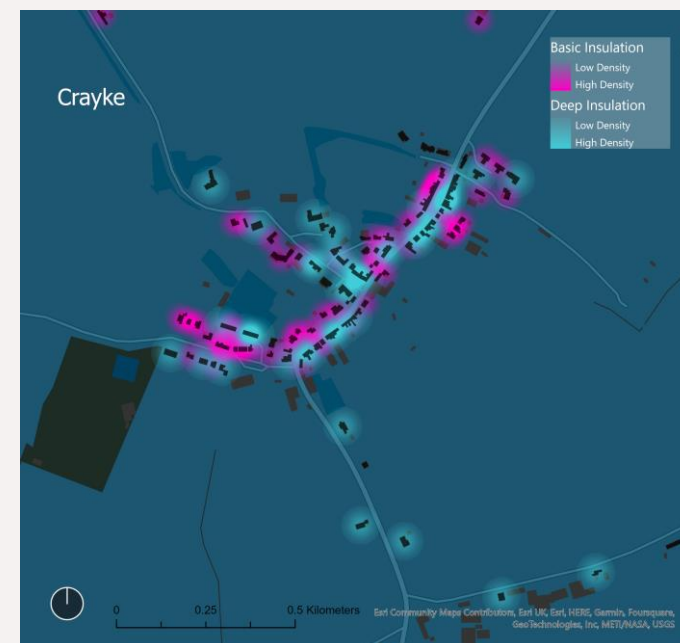 Crayke
Basic Insulation
Low Density
High Density
Deep Insulation
Low Density
High Density
0 0.25 0.5 Kilometers
Esri Community Maps Contributors, Esri UK, Esri, HERE, Garmin, Foursquare,
GeoTechnologies, Inc, METI/NASA, USGS